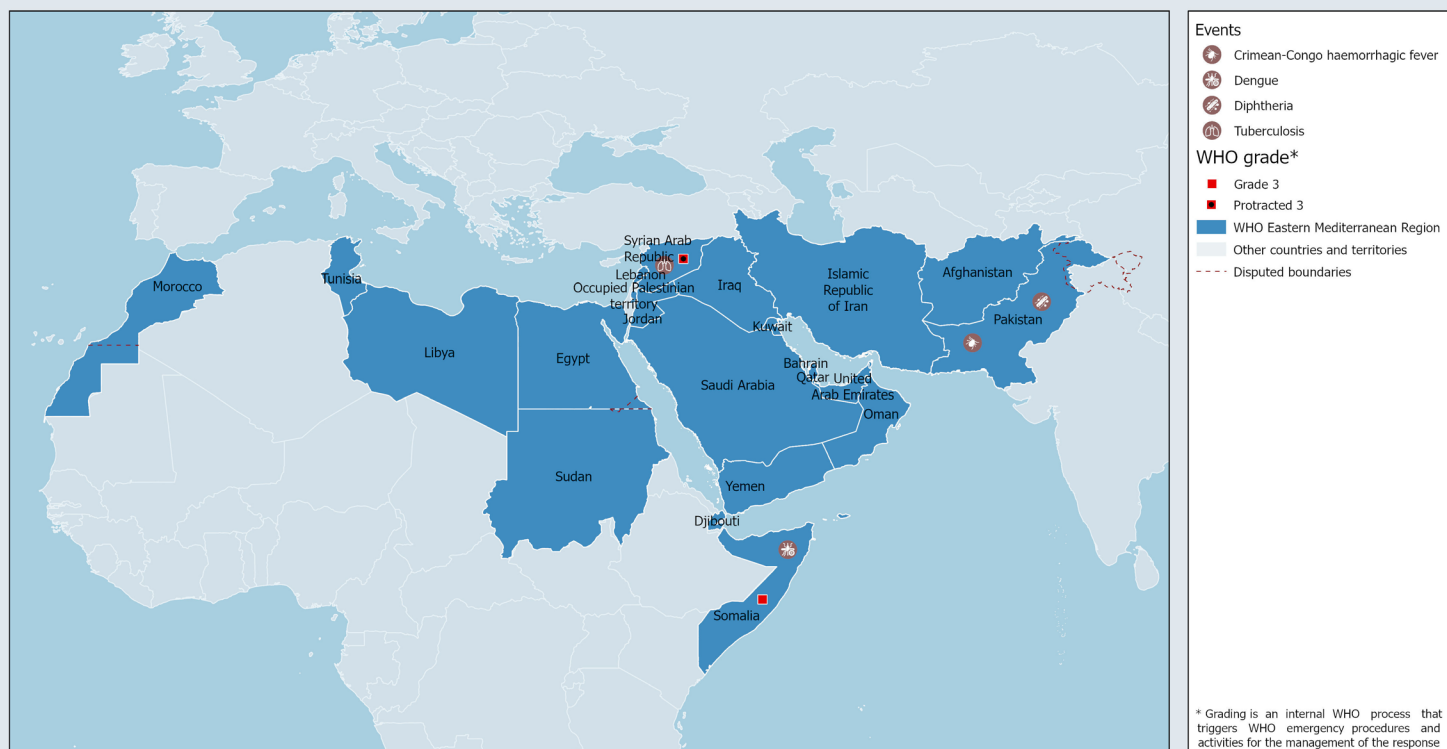 Syrian Arab
Republic
Lebanon
Occupied Palestinian
territory
Jordan
Morocco
Tunisia
Libya
Egypt
Iraq
Islamic
Republic
of Iran
Afghanistan
Pakistan
Kuwait
Bahrain
Qatar
United
Arab Emirates
Saudi Arabia
Oman
Sudan
Yemen
Djibouti
Somalia
Events
Crimean-Congo haemorrhagic fever
Dengue
Diphtheria
Tuberculosis
WHO grade*
Grade 3
Protracted 3
WHO Eastern Mediterranean Region
Other countries and territories
Disputed boundaries
* Grading is an internal WHO process that
triggers WHO emergency procedures and
activities for the management of the response